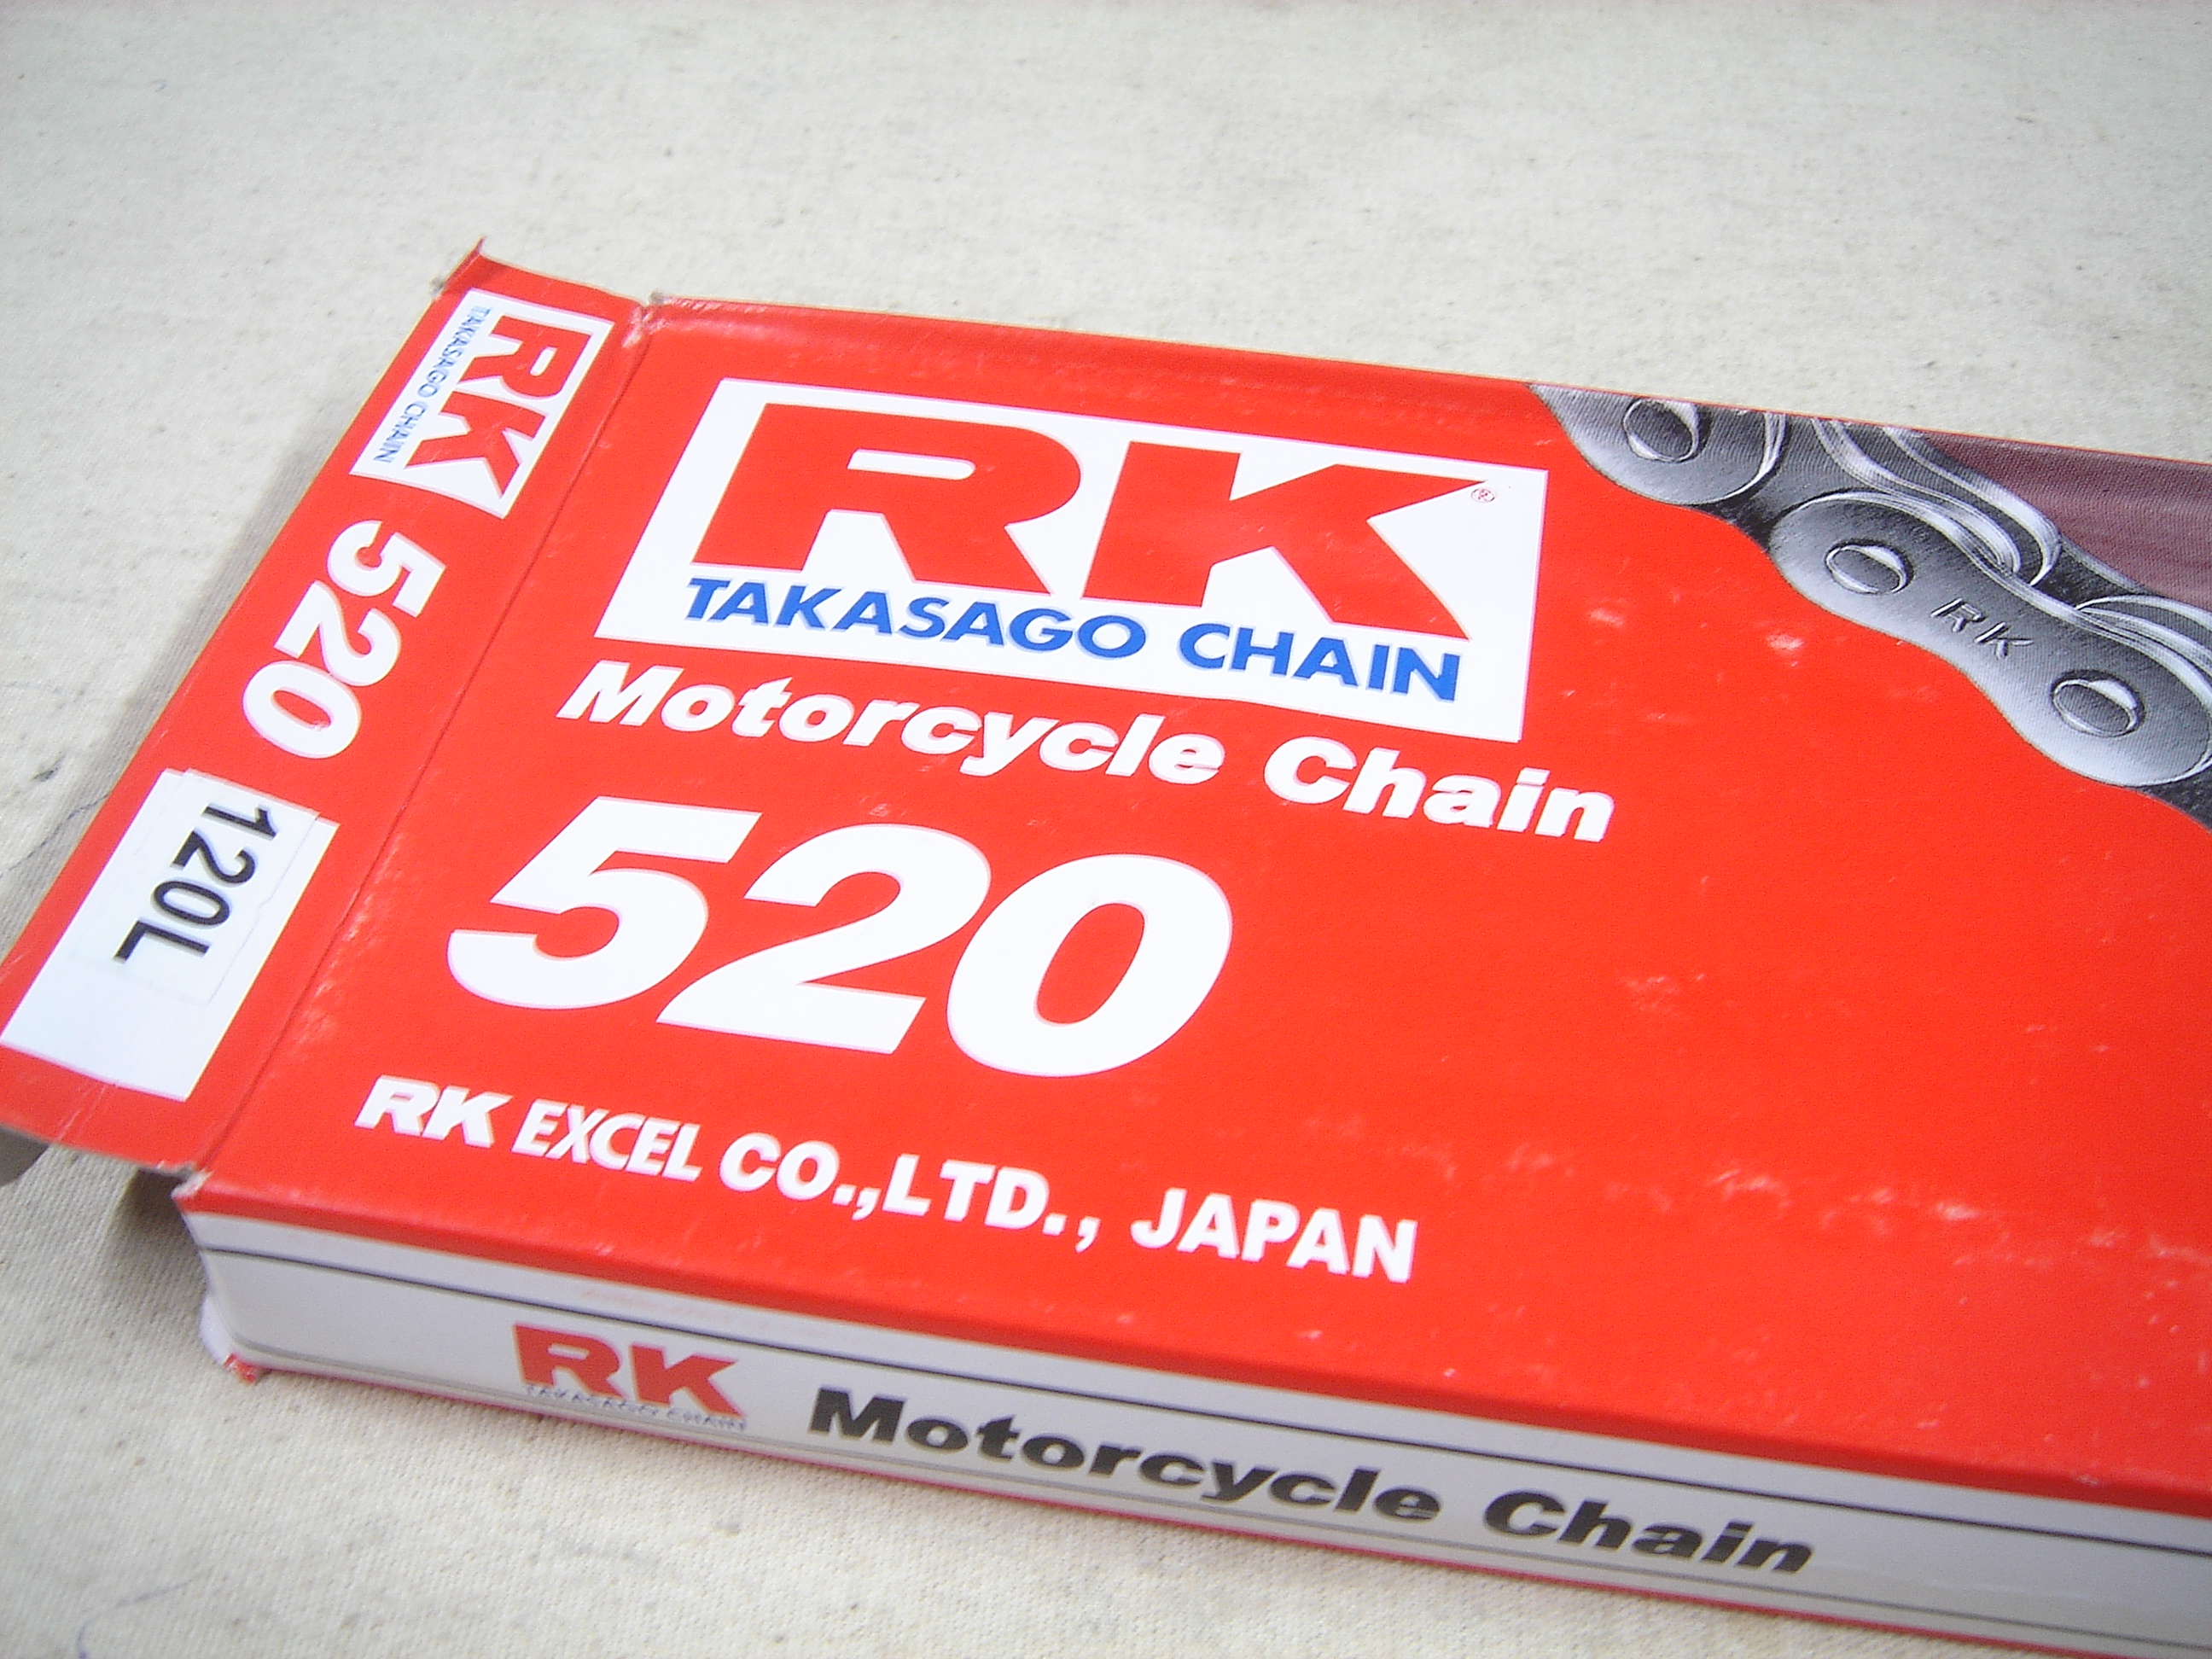 RK
TAKASAGO CHAIN
520
120L
RK®
TAKASAGO CHAIN
Motorcycle Chain
520
RK EXCEL CO.,LTD., JAPAN
RK
RK
TAKASAGO CHAIN
Motorcycle Chain